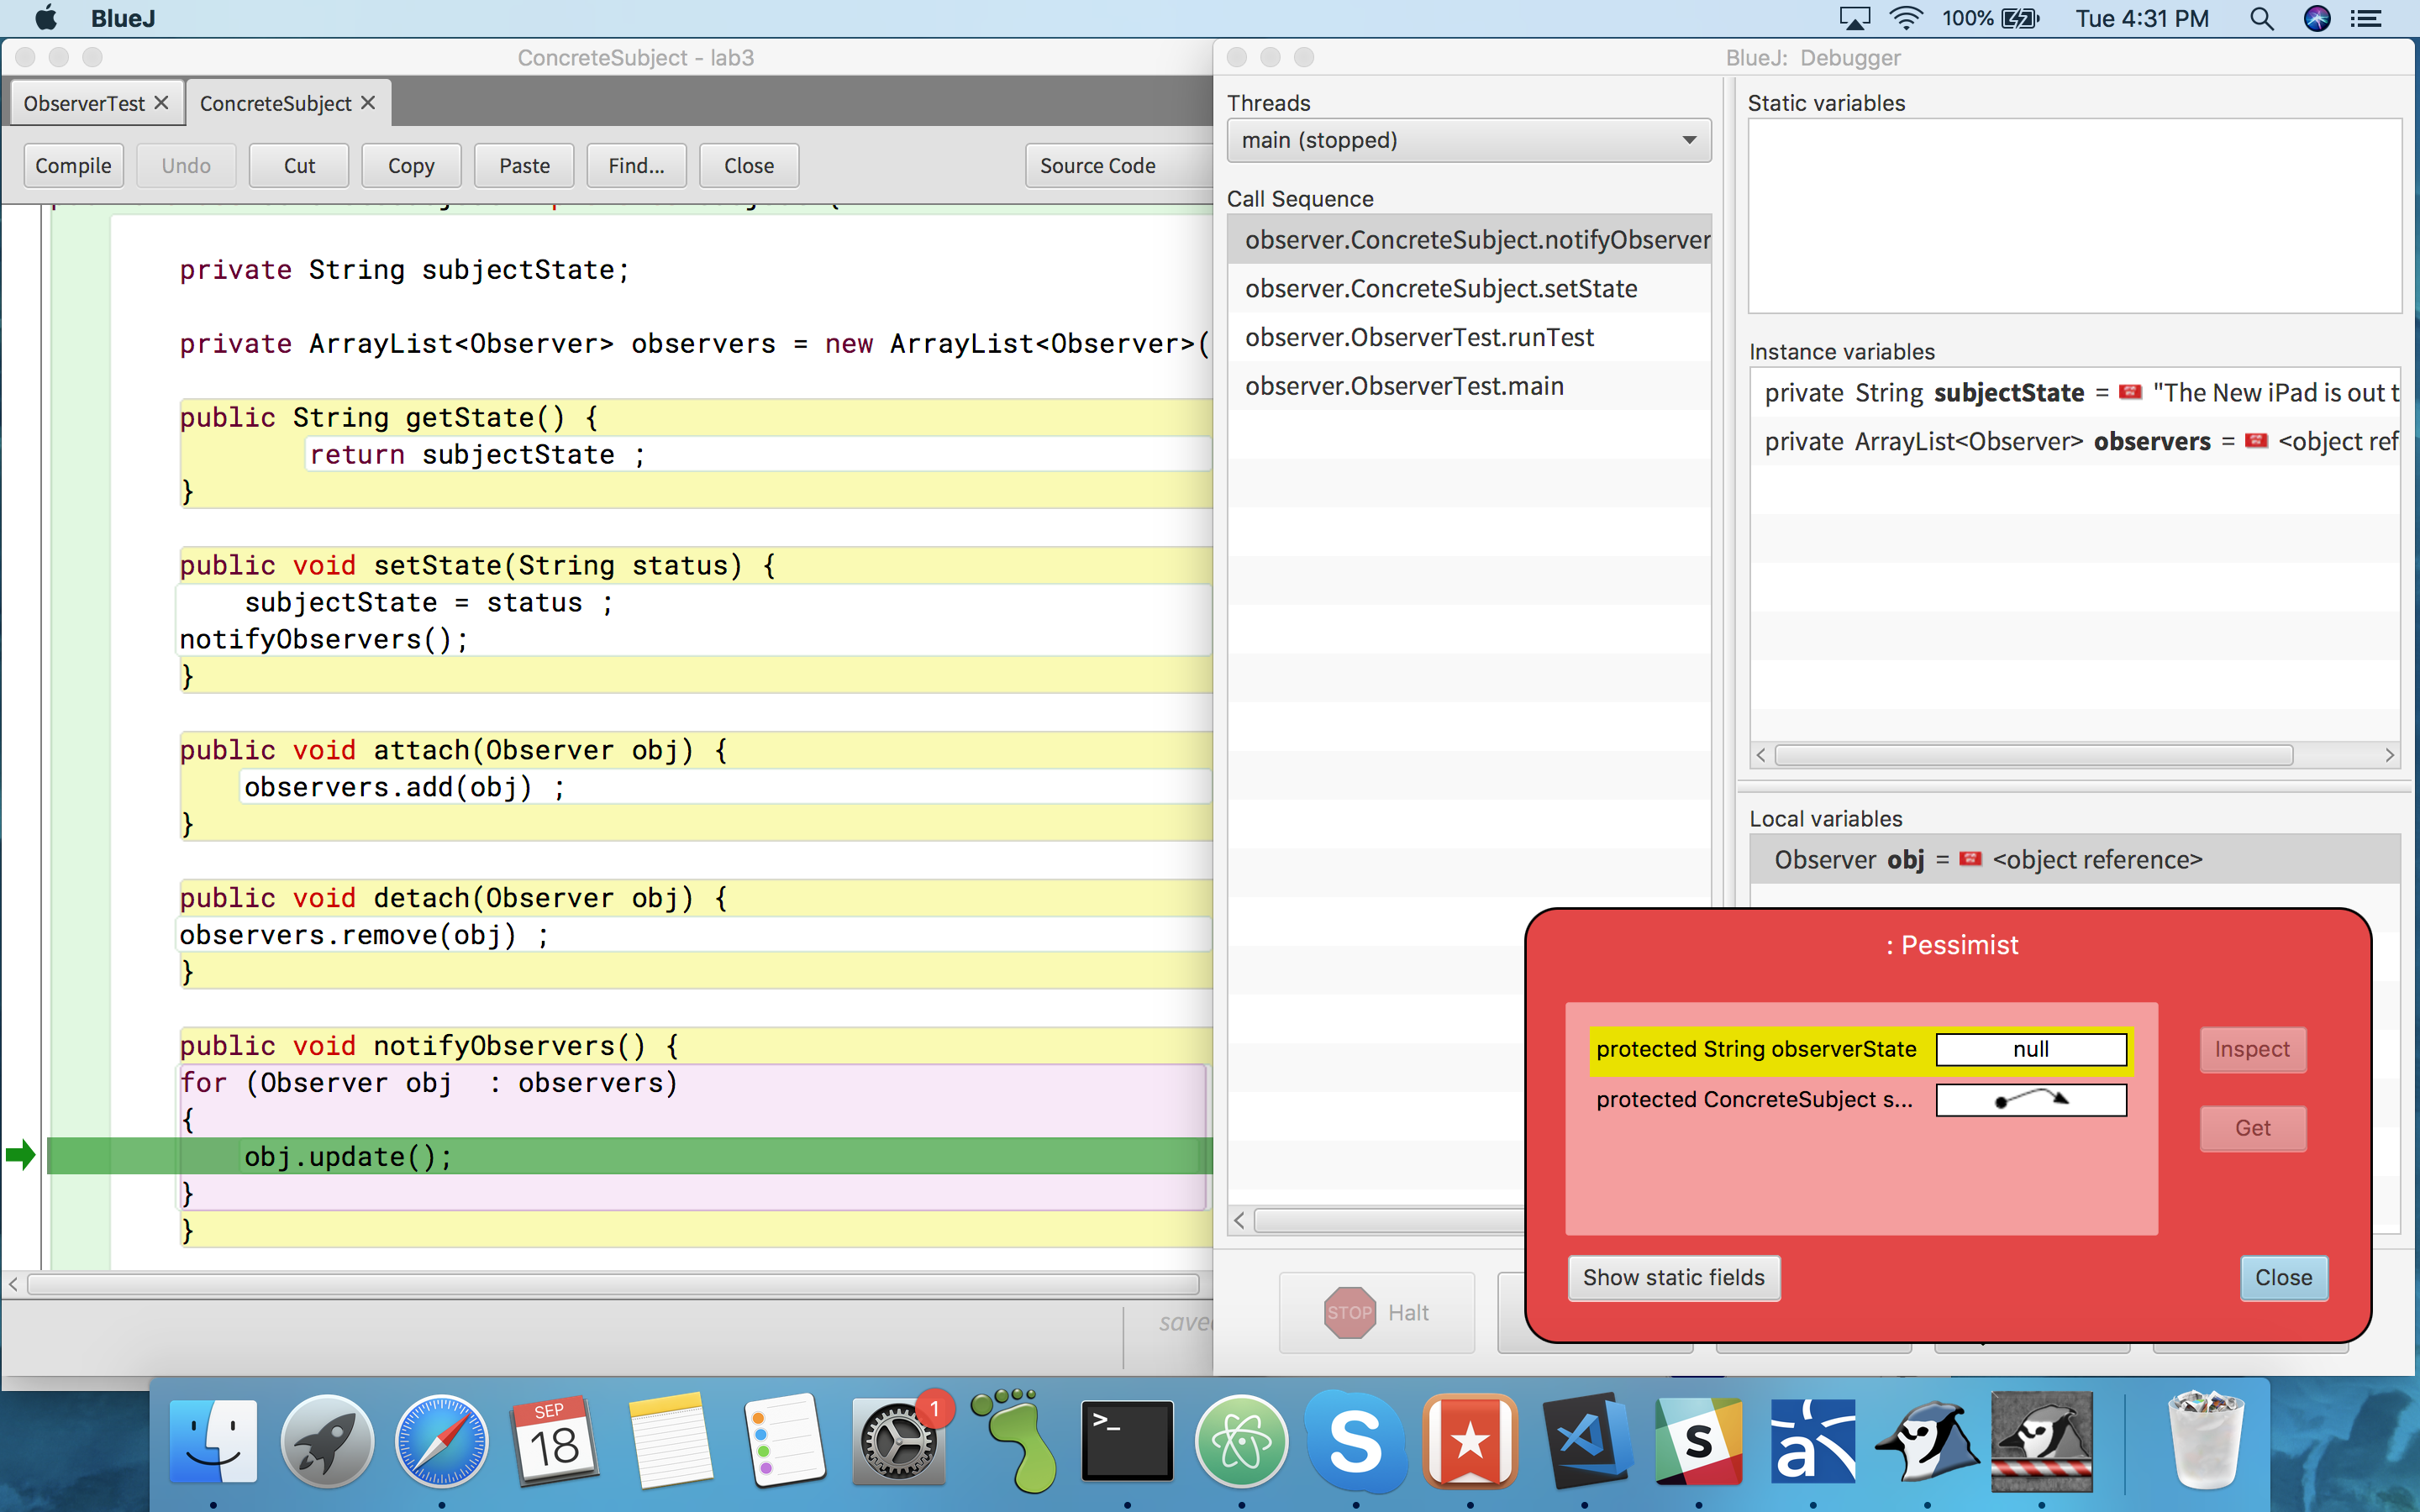 BlueJ
100%
Tue 4:31 PM
ConcreteSubject - lab3
ObserverTest
ConcreteSubject
Compile
Undo
Cut
Copy
Paste
Find...
Close
Source Code
private String subjectState;
private ArrayList<Observer> observers = new ArrayList<Observer>(
public String getState() {
return subjectState ;
}
public void setState(String status) {
subjectState = status ;
notifyObservers();
}
public void attach(Observer obj) {
observers.add(obj) ;
}
public void detach(Observer obj) {
observers.remove(obj) ;
}
public void notifyObservers() {
for (Observer obj  : observers)
{
obj.update();
}
}
BlueJ:  Debugger
Threads
main (stopped)
Call Sequence
observer.ConcreteSubject.notifyObserver
observer.ConcreteSubject.setState
observer.ObserverTest.runTest
observer.ObserverTest.main
Static variables
Instance variables
private String subjectState = "The New iPad is out t
private ArrayList<Observer> observers = <object ref
Local variables
Observer obj = <object reference>
: Pessimist
protected String observerState null
protected ConcreteSubject s...
Inspect
Get
Show static fields
Close
STOP Halt
SEP
18
1
>_
S
S
a